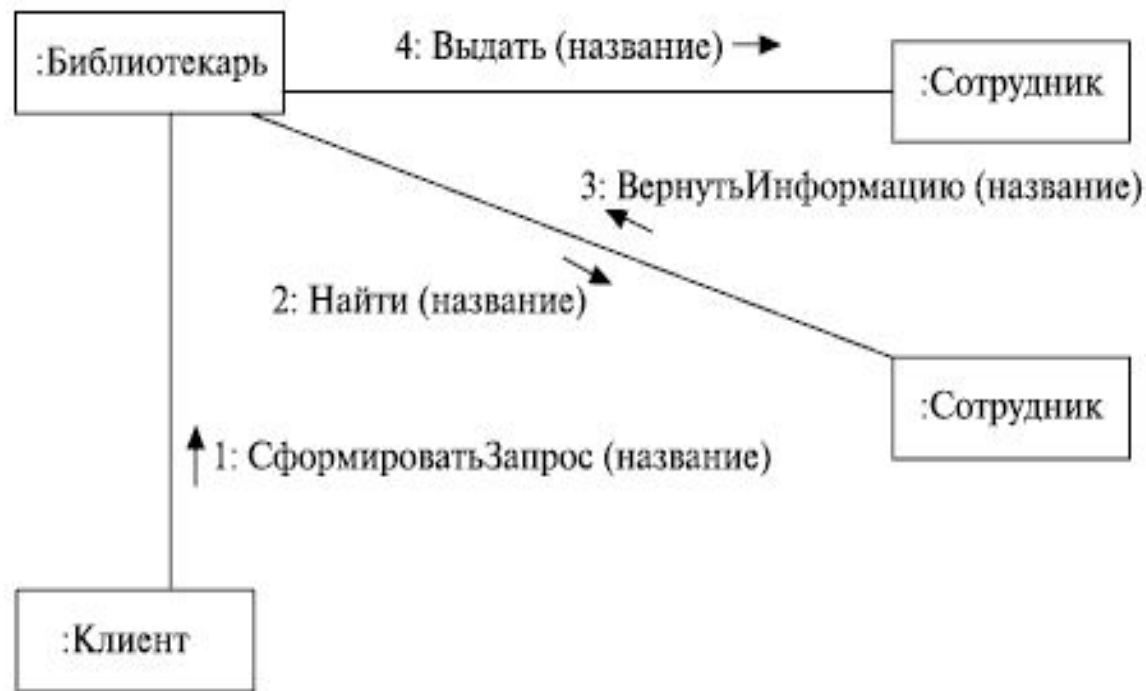 :Библиотекарь
4: Выдать (название)
:Сотрудник
3: ВернутьИнформацию (название)
2: Найти (название)
:Сотрудник
1: СформироватьЗапрос (название)
:Клиент